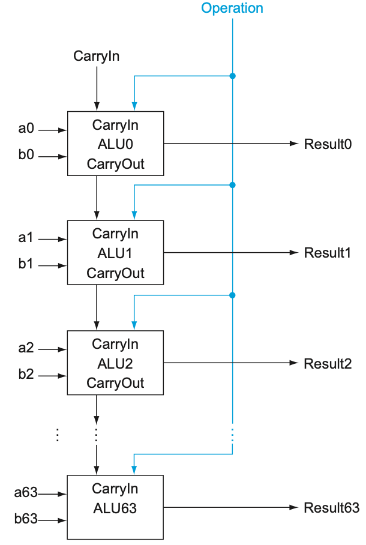 Operation
CarryIn
a0
b0
CarryIn
ALU0
CarryOut
Result0
a1
b1
CarryIn
ALU1
CarryOut
Result1
a2
b2
CarryIn
ALU2
CarryOut
Result2
a63
b63
CarryIn
ALU63
Result63